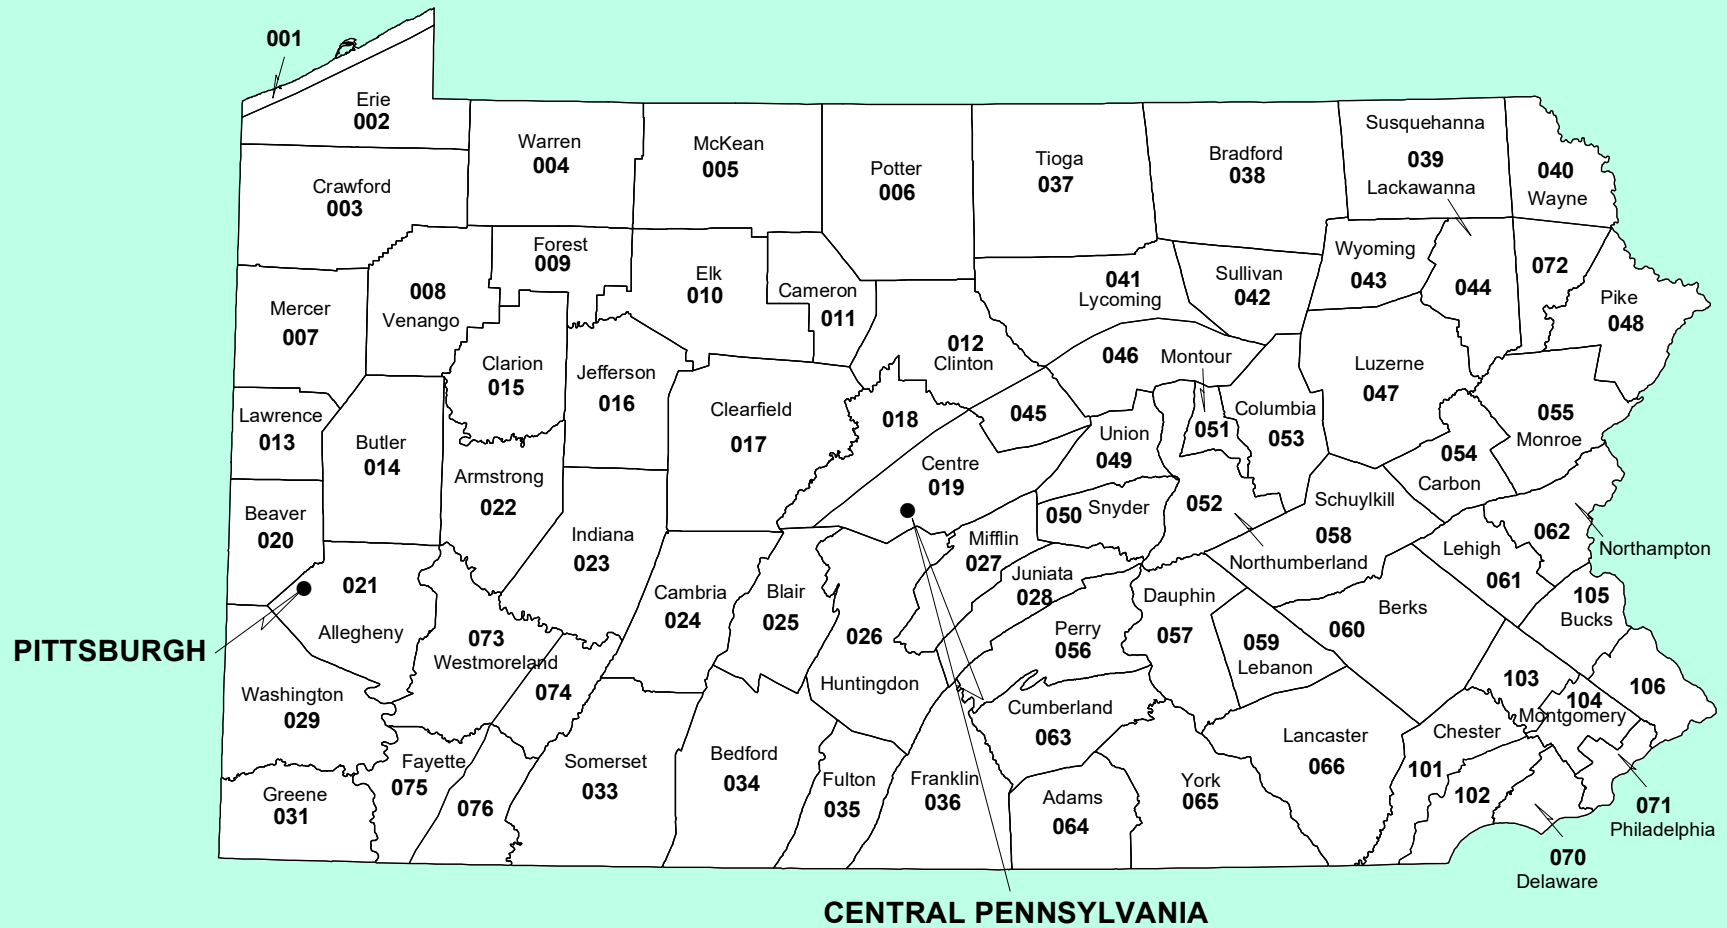 001
Erie
002
Warren
004
McKean
005
Potter
006
Tioga
037
Bradford
038
Susquehanna
039
Lackawanna
040
Wayne
Crawford
003
Forest
009
Elk
010
Cameron
011
008
Venango
Mercer
007
041
Lycoming
Sullivan
042
Wyoming
043
044
072
Pike
048
012
Clinton
046
Montour
Luzerne
047
Clarion
015
Jefferson
016
Clearfield
017
018
045
Lawrence
013
Butler
014
Union
049
051
Columbia
053
055
Monroe
054
Carbon
Centre
019
Armstrong
022
050
Snyder
052
Schuylkill
058
Northumberland
Beaver
020
Indiana
023
Mifflin
027
Juniata
028
Lehigh
061
062
Northampton
021
Allegheny
PITTSBURGH
Cambria
024
Blair
025
026
Huntingdon
Perry
056
Dauphin
057
059
Lebanon
Berks
060
105
Bucks
073
Westmoreland
074
Washington
029
Cumberland
063
103
104
Montgomery
106
Chester
101
102
Greene
031
Fayette
075
076
Somerset
033
Bedford
034
Fulton
035
Franklin
036
Adams
064
York
065
Lancaster
066
071
Philadelphia
070
Delaware
CENTRAL PENNSYLVANIA